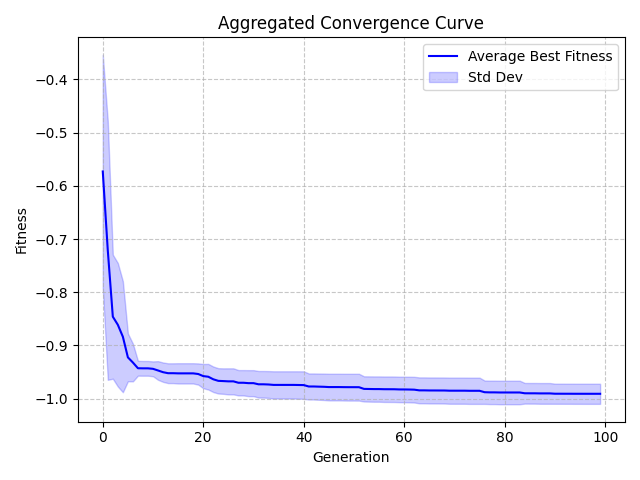 Aggregated Convergence Curve
Average Best Fitness
Std Dev
Fitness
−0.4
−0.5
−0.6
−0.7
−0.8
−0.9
−1.0
0 20 40 60 80 100
Generation